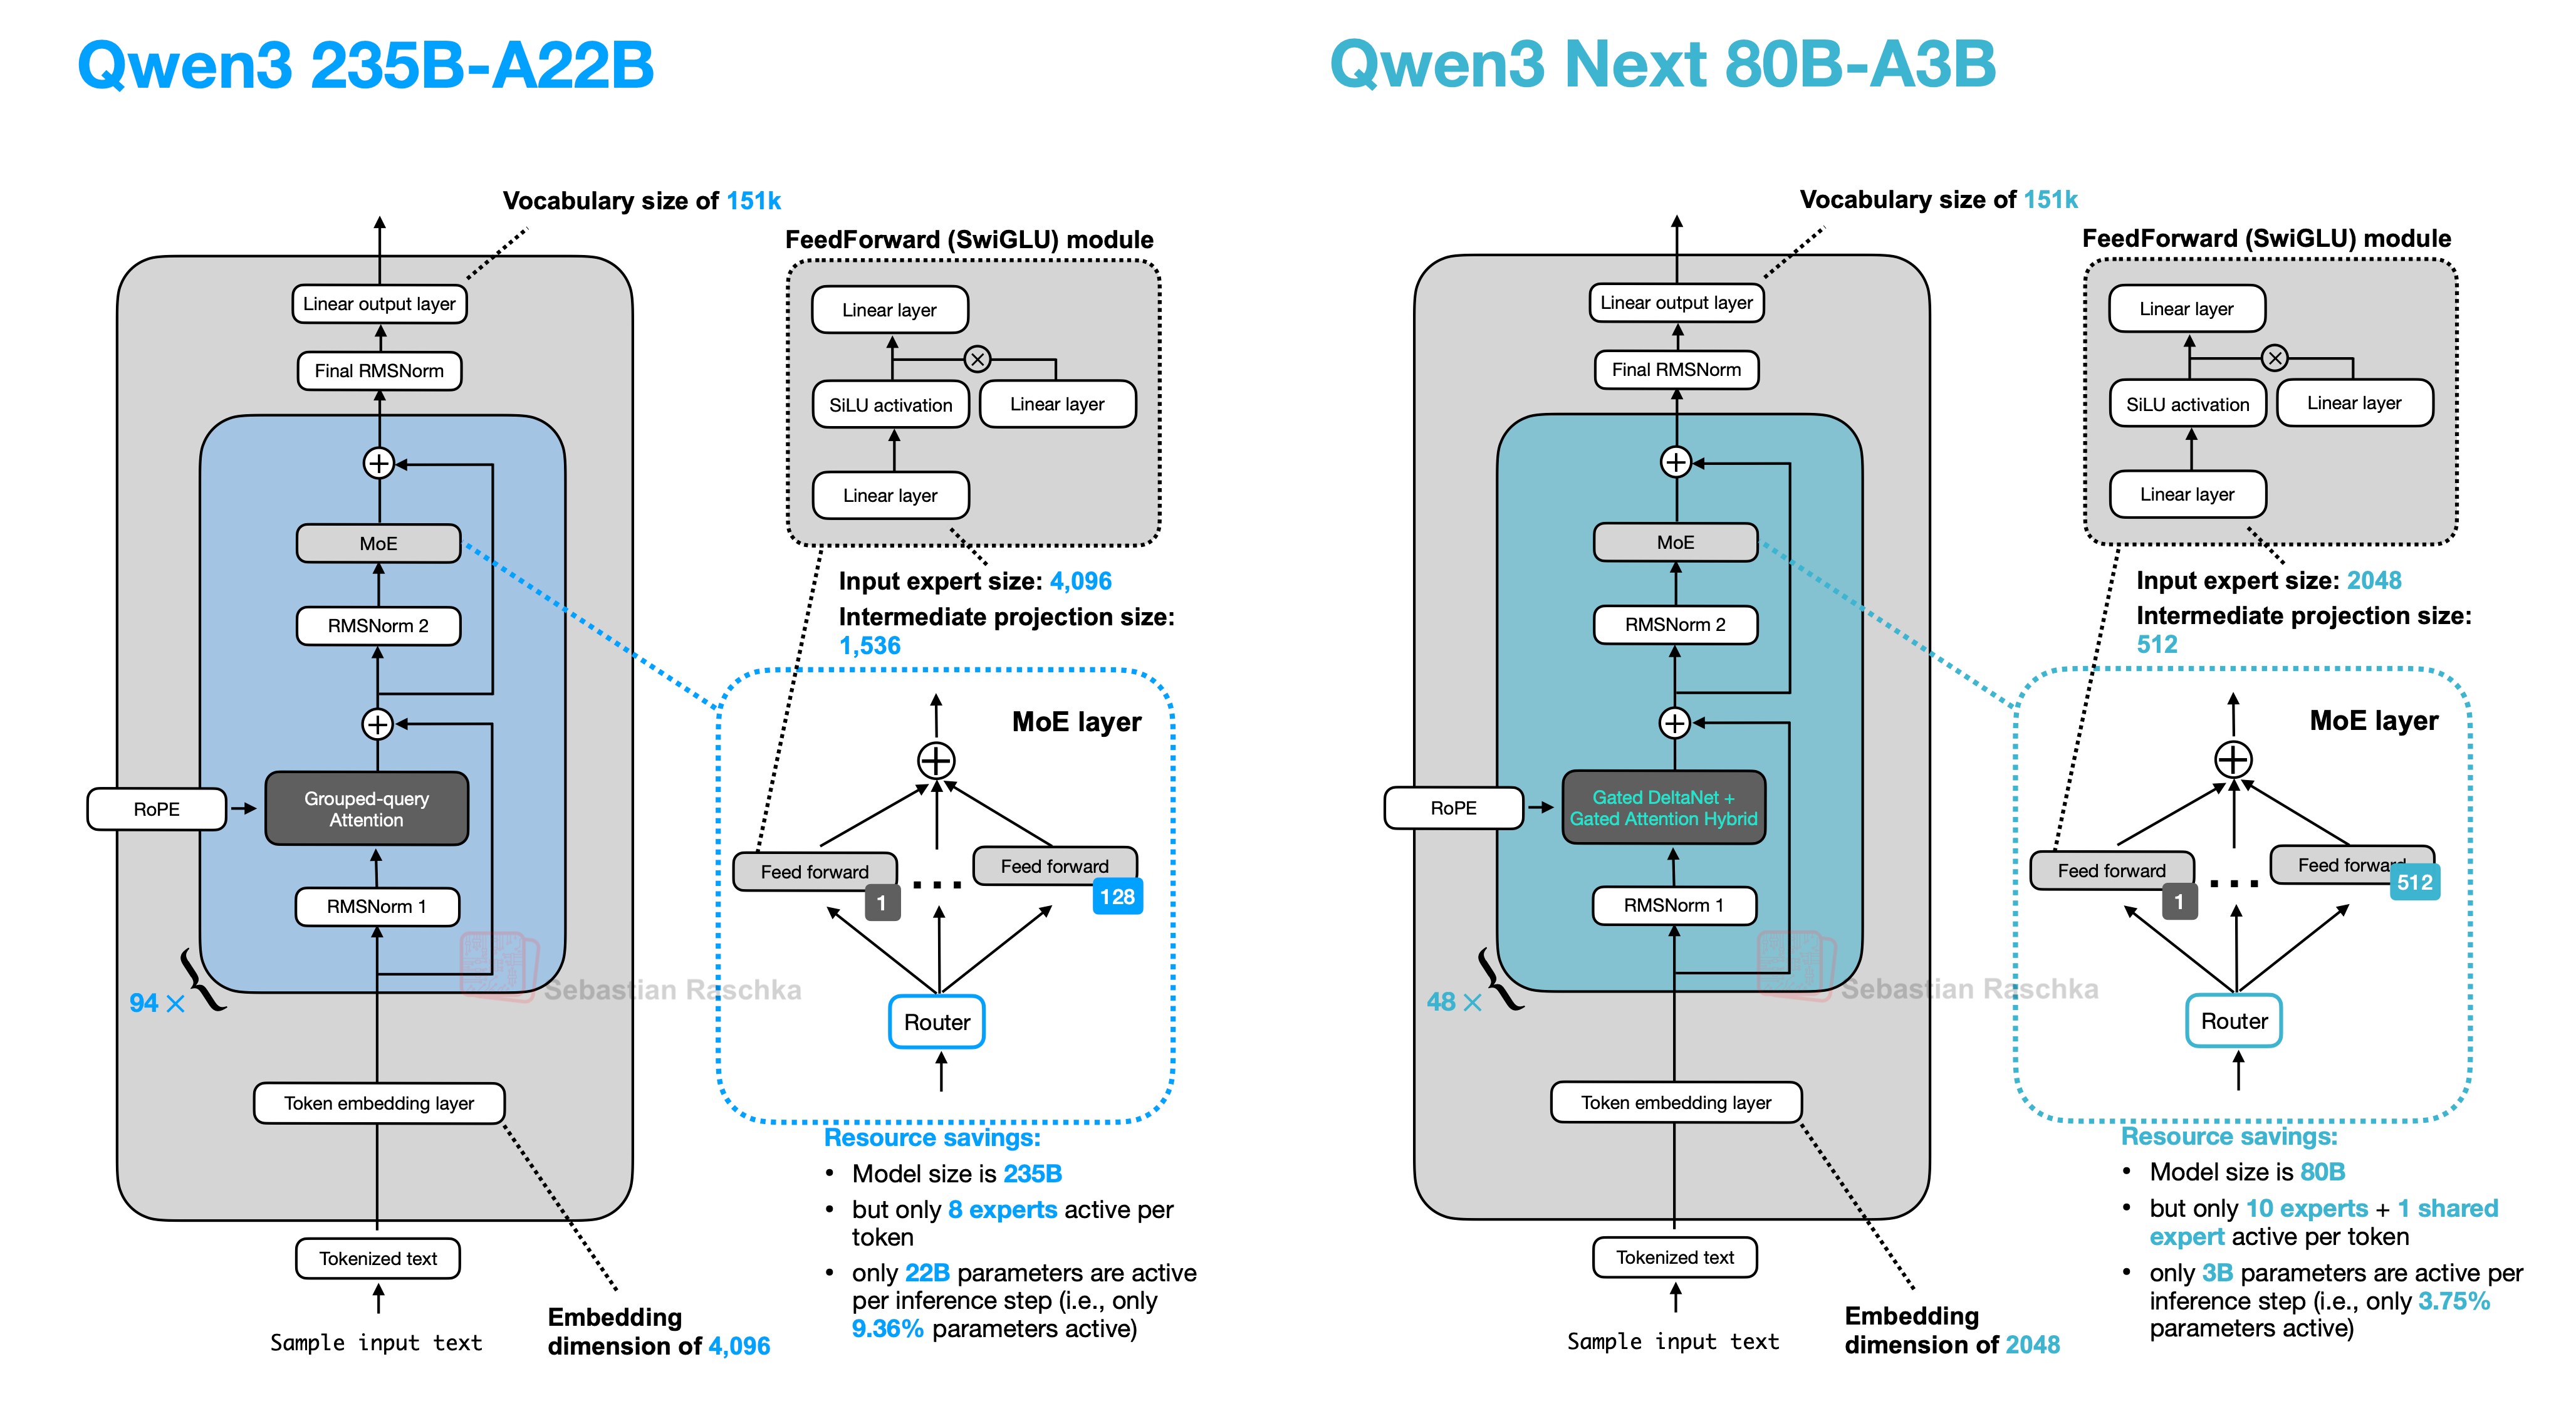 Qwen3 235B-A22B
Vocabulary size of 151k
FeedForward (SwiGLU) module
Linear output layer
Final RMSNorm
Linear layer
SiLU activation
Linear layer
Linear layer
Input expert size: 4,096
Intermediate projection size:
1,536
MoE
RMSNorm 2
RoPE
Grouped-query
Attention
RMSNorm 1
94 ×
Sebastian Raschka
MoE layer
Feed forward
1
...
Feed forward
128
Router
Token embedding layer
Tokenized text
Sample input text
Embedding
dimension of 4,096
Resource savings:
• Model size is 235B
• but only 8 experts active per
token
• only 22B parameters are active
per inference step (i.e., only
9.36% parameters active)
Qwen3 Next 80B-A3B
Vocabulary size of 151k
FeedForward (SwiGLU) module
Linear output layer
Final RMSNorm
Linear layer
SiLU activation
Linear layer
Linear layer
Input expert size: 2048
Intermediate projection size:
512
MoE
RMSNorm 2
RoPE
Gated DeltaNet +
Gated Attention Hybrid
RMSNorm 1
48 ×
Sebastian Raschka
MoE layer
Feed forward
1
...
Feed forward
512
Router
Token embedding layer
Tokenized text
Sample input text
Embedding
dimension of 2048
Resource savings:
• Model size is 80B
• but only 10 experts + 1 shared
expert active per token
• only 3B parameters are active per
inference step (i.e., only 3.75%
parameters active)